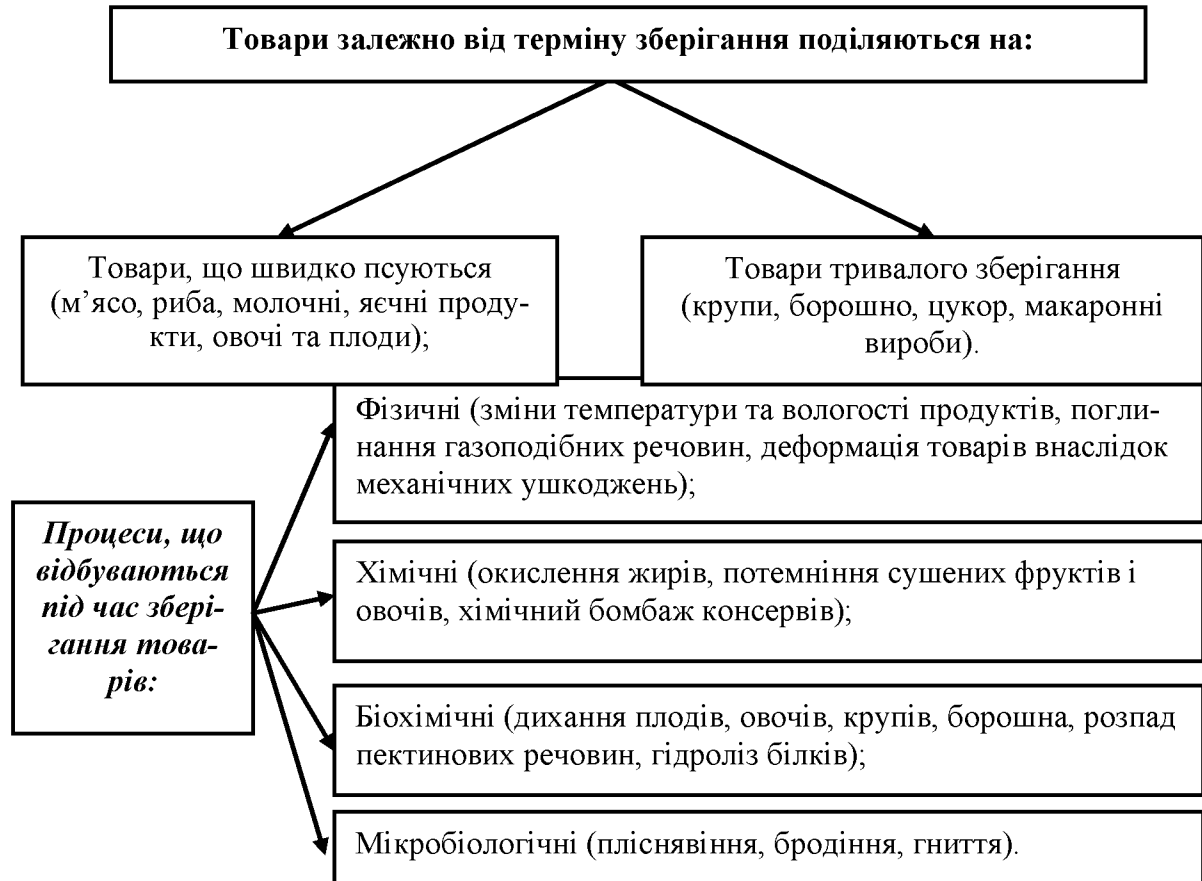 Товари залежно від терміну зберігання поділяються на:
Товари, що швидко псуються
(м’ясо, риба, молочні, яєчні проду-
кти, овочі та плоди);
Товари тривалого зберігання
(крупи, борошно, цукор, макаронні
вироби).
Процеси, що
відбуваються
під час збері-
гання това-
рів:
Фізичні (зміни температури та вологості продуктів, погли-
нання газоподібних речовин, деформація товарів внаслідок
механічних ушкоджень);
Хімічні (окислення жирів, потемніння сушених фруктів і
овочів, хімічний бомбаж консервів);
Біохімічні (дихання плодів, овочів, крупів, борошна, розпад
пектинових речовин, гідроліз білків);
Мікробіологічні (пліснявіння, бродіння, гниття).